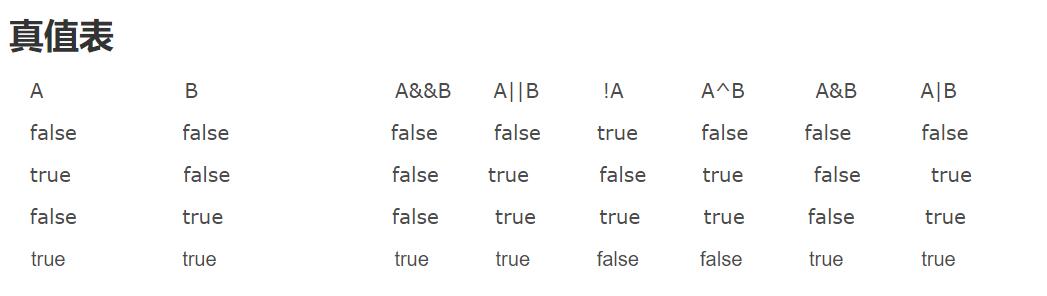 真值表
A B A&&B A||B !A A^B A&B A|B
false false false false true false false false
true false false true false true false true
false true false true true true false true
true true true true false false true true